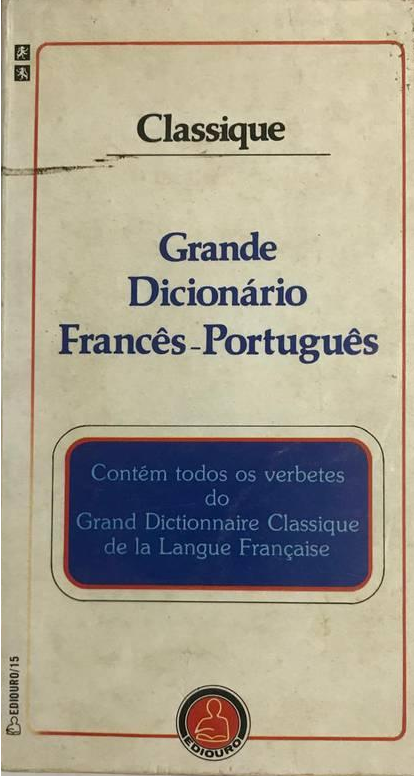 Classique
Grande
Dicionário
Francês-Português
Contém todos os verbetes
do
Grand Dictionnaire Classique
de la Langue Française
EDIOURO/15
EDIOURO